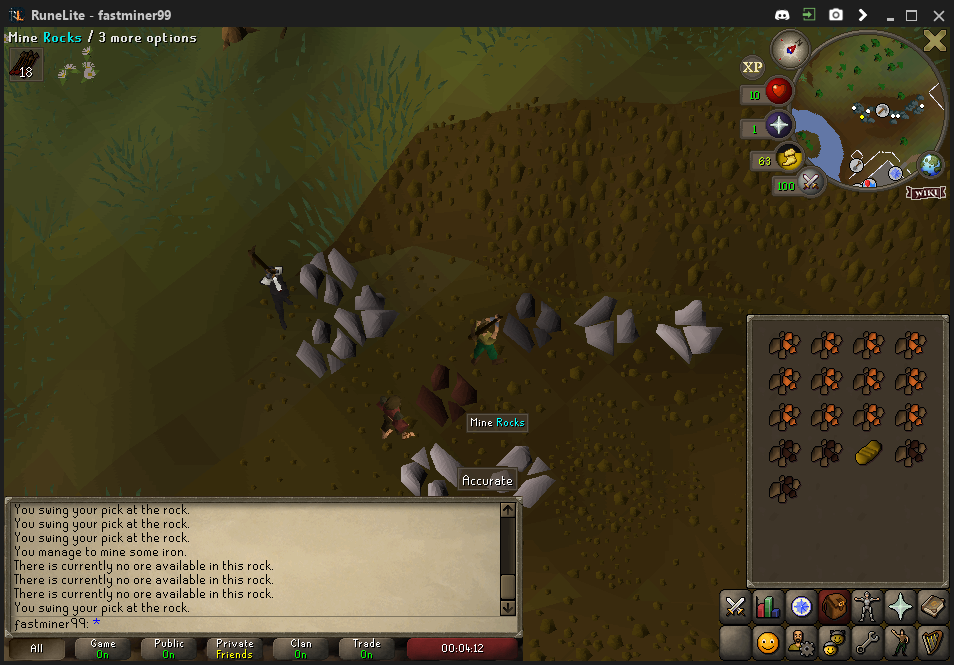 RuneLite - fastminer99
Mine Rocks / 3 more options
18
XP
10
1
63
100
WIKI
Mine Rocks
Accurate
You swing your pick at the rock.
You swing your pick at the rock.
You swing your pick at the rock.
You manage to mine some iron.
There is currently no ore available in this rock.
There is currently no ore available in this rock.
There is currently no ore available in this rock.
You swing your pick at the rock.
fastminer99: *
All
Game
On
Public
On
Private
Friends
Clan
On
Trade
On
00:04:12